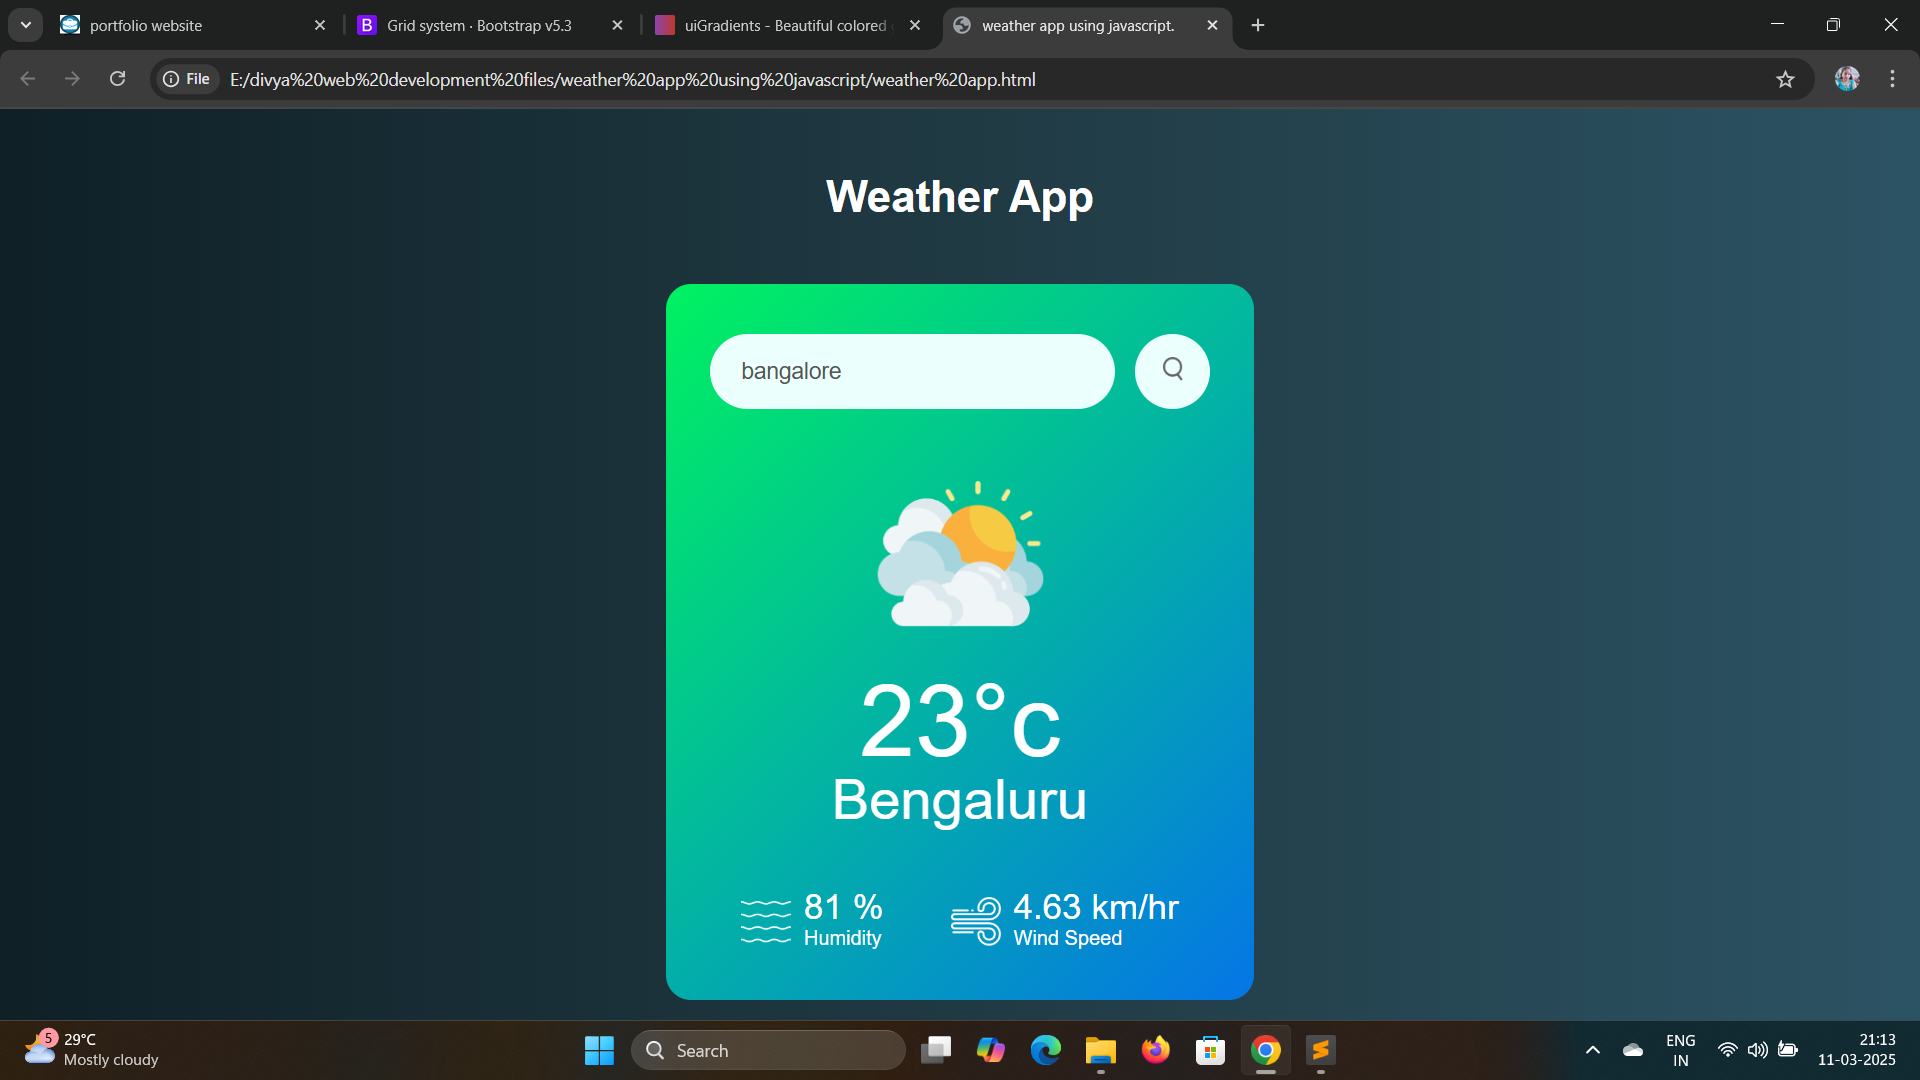 portfolio website
Grid system · Bootstrap v5.3
uiGradients - Beautiful colored
weather app using javascript.
File
E:/divya%20web%20development%20files/weather%20app%20using%20javascript/weather%20app.html
Weather App
bangalore
23°c
Bengaluru
81 %
Humidity
4.63 km/hr
Wind Speed
5
29°C
Mostly cloudy
Search
ENG
IN
21:13
11-03-2025